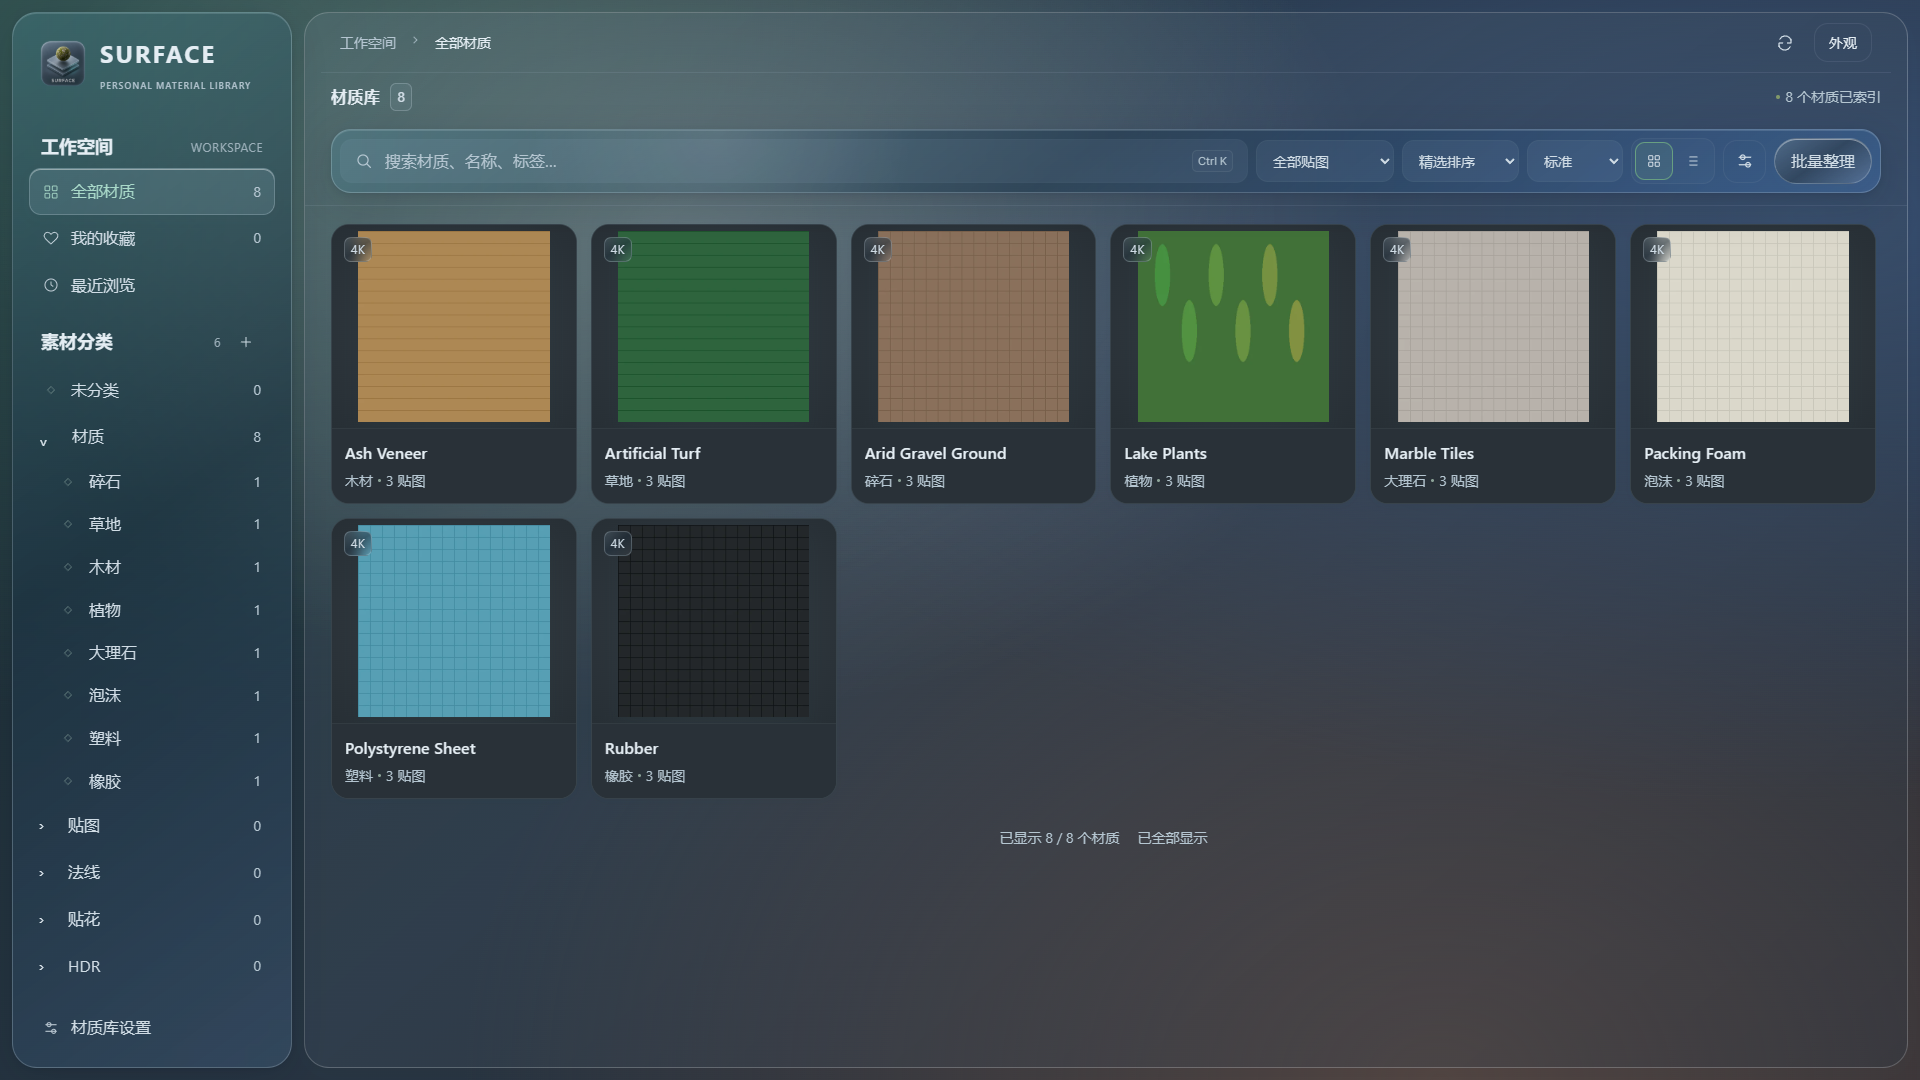 SURFACE
PERSONAL MATERIAL LIBRARY
工作空间 WORKSPACE
全部材质 8
我的收藏 0
最近浏览
素材分类 6 +
未分类 0
v 材质 8
碎石 1
草地 1
木材 1
植物 1
大理石 1
泡沫 1
塑料 1
橡胶 1
› 贴图 0
› 法线 0
› 贴花 0
› HDR 0
材质库设置
工作空间 › 全部材质
外观
材质库 8
• 8 个材质已索引
搜索材质、名称、标签... Ctrl K 全部贴图 精选排序 标准 批量整理
4K
Ash Veneer
木材 • 3 贴图
4K
Artificial Turf
草地 • 3 贴图
4K
Arid Gravel Ground
碎石 • 3 贴图
4K
Lake Plants
植物 • 3 贴图
4K
Marble Tiles
大理石 • 3 贴图
4K
Packing Foam
泡沫 • 3 贴图
4K
Polystyrene Sheet
塑料 • 3 贴图
4K
Rubber
橡胶 • 3 贴图
已显示 8 / 8 个材质 已全部显示